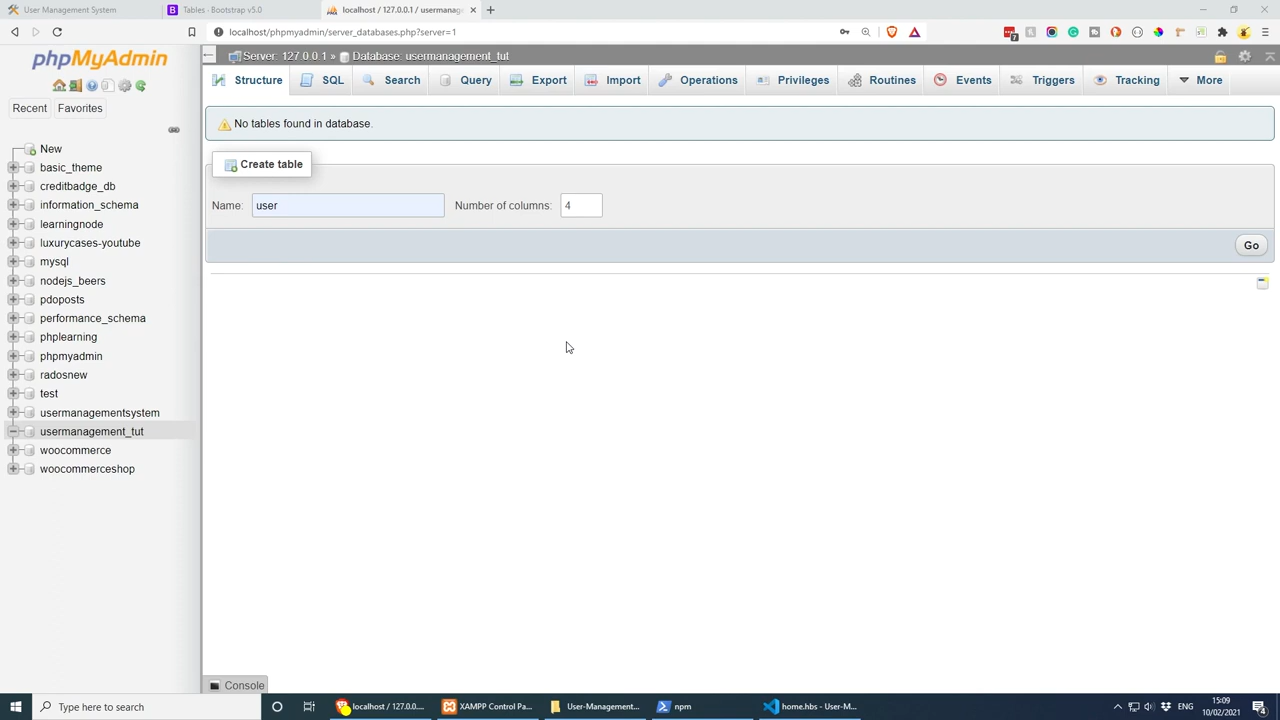 User Management System
Tables · Bootstrap v5.0
localhost / 127.0.0.1 / usermanag
localhost/phpmyadmin/server_databases.php?server=1
phpMyAdmin
Recent
Favorites
New
basic_theme
creditbadge_db
information_schema
learningnode
luxurycases-youtube
mysql
nodejs_beers
pdoposts
performance_schema
phplearning
phpmyadmin
radosnew
test
usermanagementsystem
usermanagement_tut
woocommerce
woocommerceshop
Server: 127.0.0.1 » Database: usermanagement_tut
Structure SQL Search Query Export Import Operations Privileges Routines Events Triggers Tracking More
No tables found in database.
Create table
Name: user Number of columns: 4
Go
Console
Type here to search
localhost / 127.0.0....
XAMPP Control Pa...
User-Management...
npm
home.hbs - User-M...
ENG
15:09
10/02/2021
4